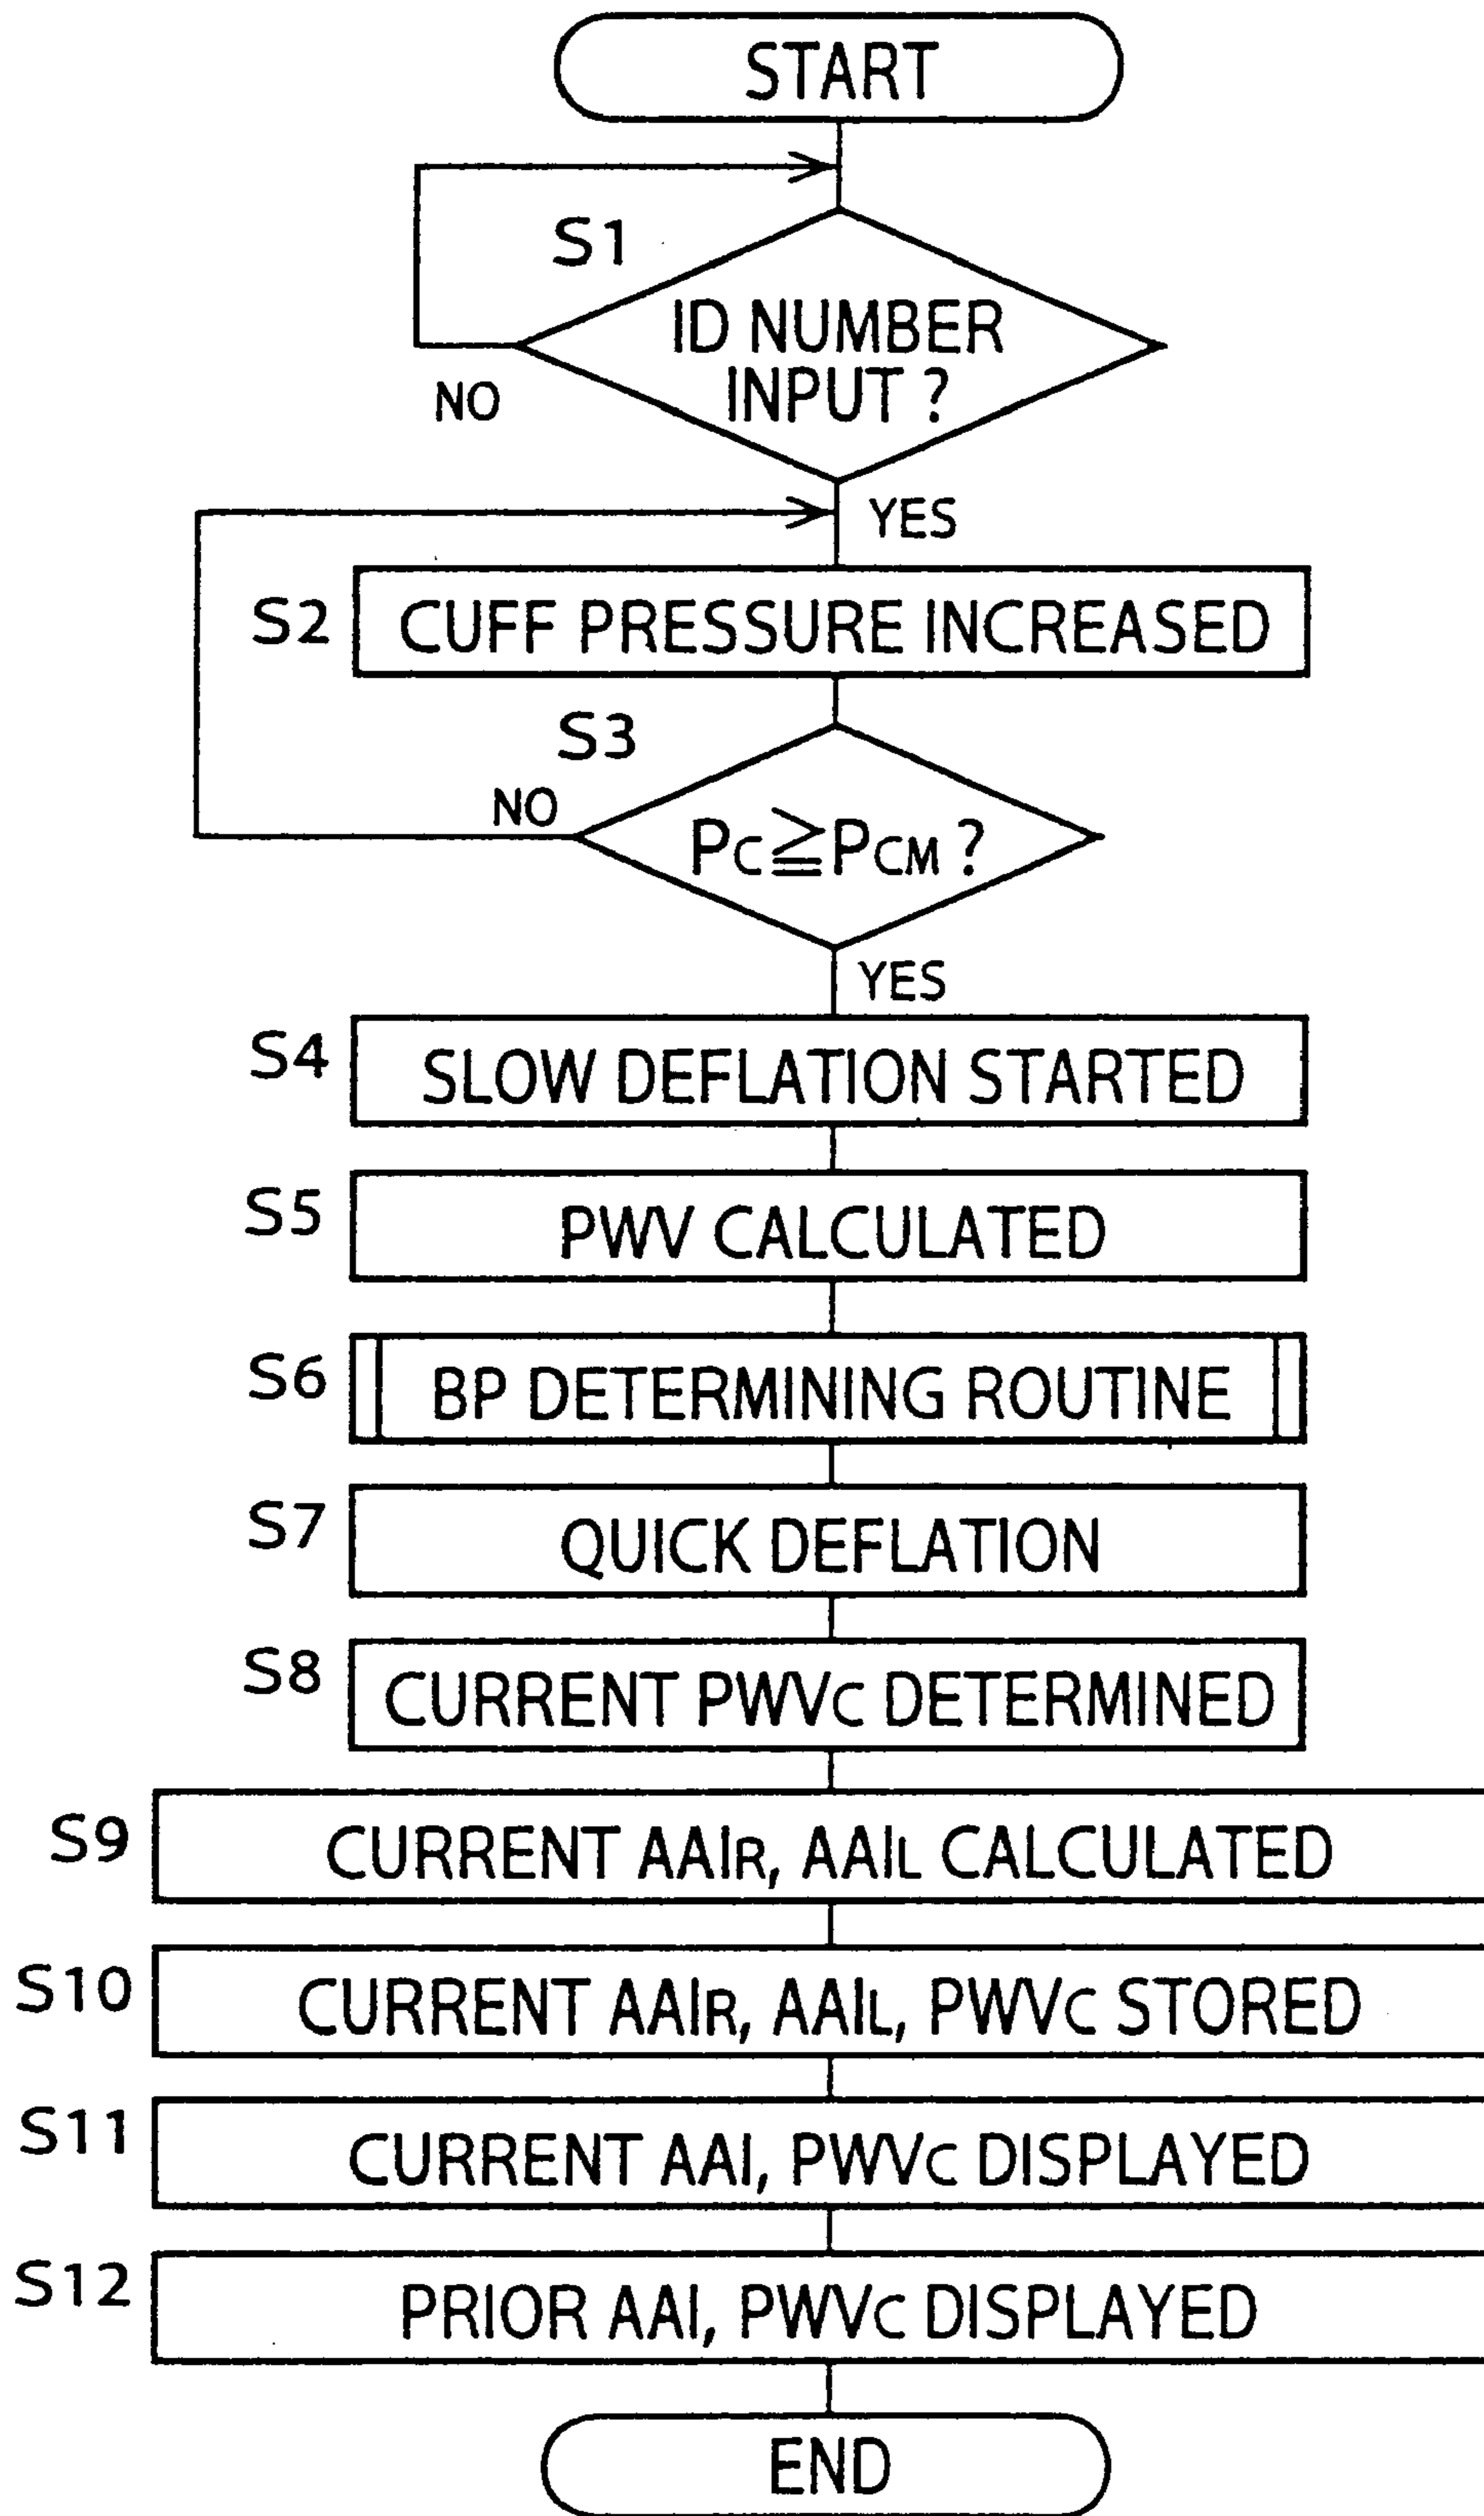 START
S1
ID NUMBER
INPUT ?
NO
YES
S2
CUFF PRESSURE INCREASED
S3
NO
PC≧PCM ?
YES
S4
SLOW DEFLATION STARTED
S5
PWV CALCULATED
S6
BP DETERMINING ROUTINE
S7
QUICK DEFLATION
S8
CURRENT PWVC DETERMINED
S9
CURRENT AAIR, AAIL CALCULATED
S10
CURRENT AAIR, AAIL, PWVC STORED
S11
CURRENT AAI, PWVC DISPLAYED
S12
PRIOR AAI, PWVC DISPLAYED
END